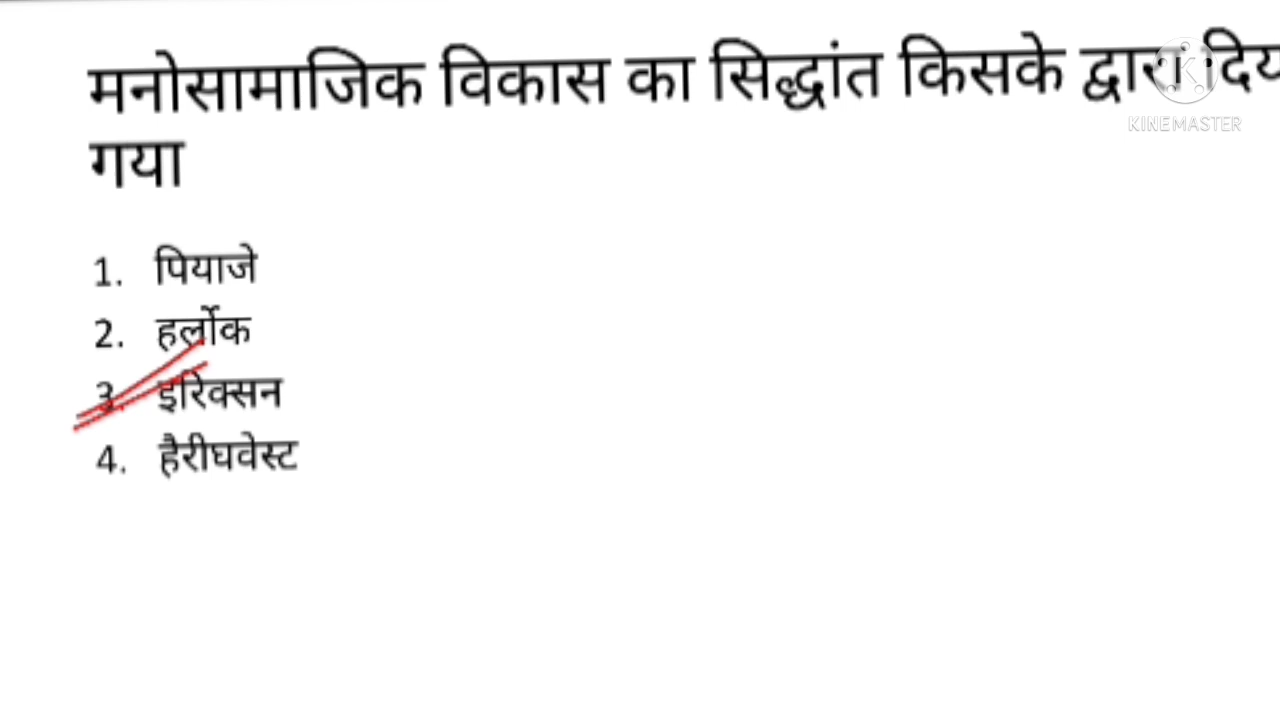 मनोसामाजिक विकास का सिद्धांत किसके द्वारा दिय
गया
KINEMASTER
1. पियाजे
2. हर्लोक
3. इरिक्सन
4. हैरीघवेस्ट